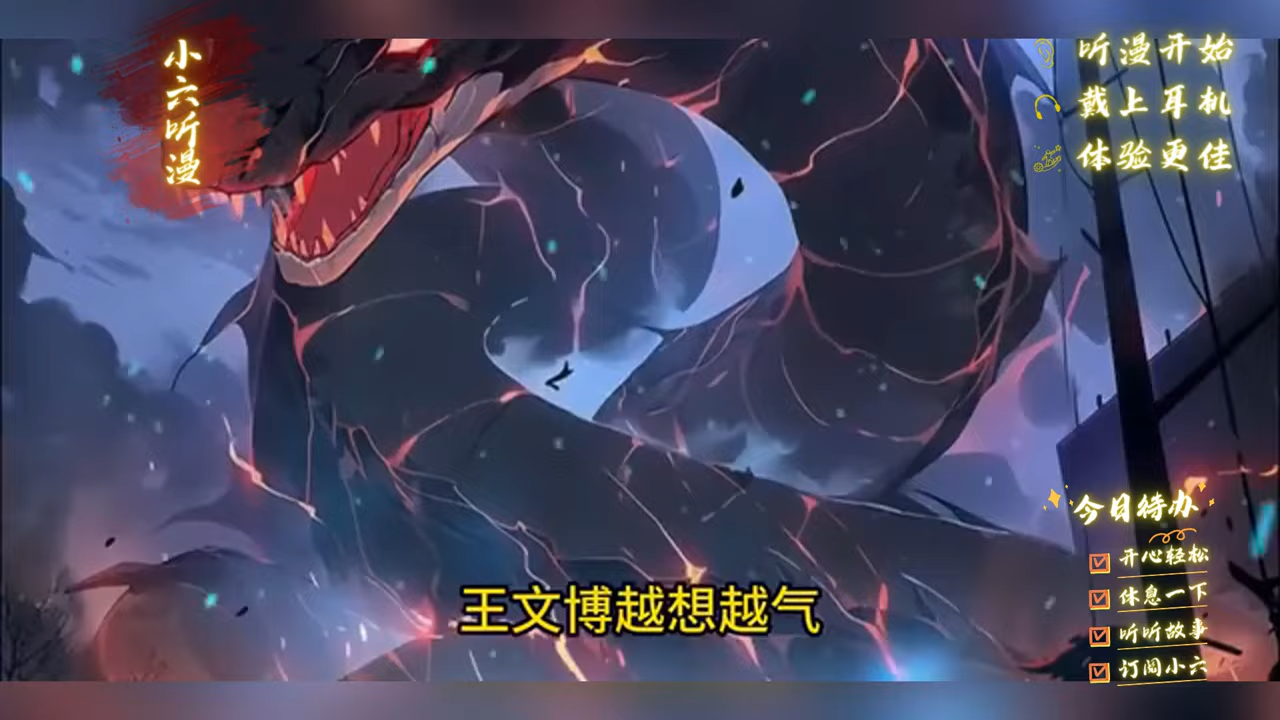 小六听漫
听漫开始
戴上耳机
体验更佳
今日待办
开心轻松
休息一下
听听故事
订阅小六
王文博越想越气